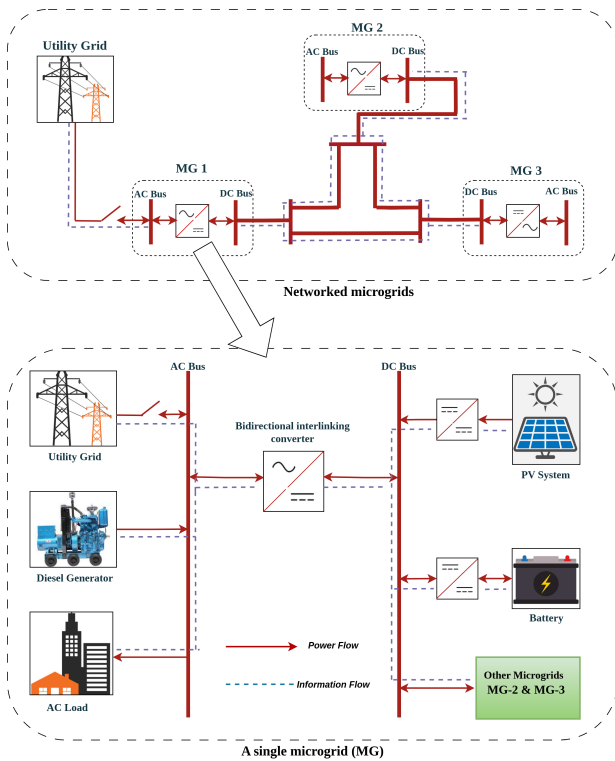 MG 2
Utility Grid
AC Bus
DC Bus
MG 1
MG 3
AC Bus
DC Bus
DC Bus
AC Bus
Networked microgrids
AC Bus
DC Bus
Bidirectional interlinking
converter
Utility Grid
PV System
Diesel Generator
Battery
Power Flow
Other Microgrids
MG-2 & MG-3
Information Flow
AC Load
A single microgrid (MG)